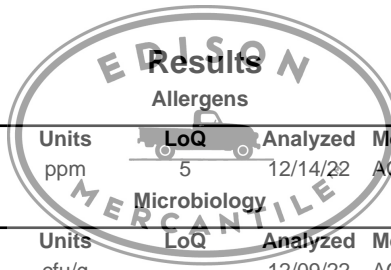 EDISON
Results
Allergens
Units LoQ Analyzed
ppm 5 12/14/22
Microbiology
MERCANTILE
Units LoQ Analyzed